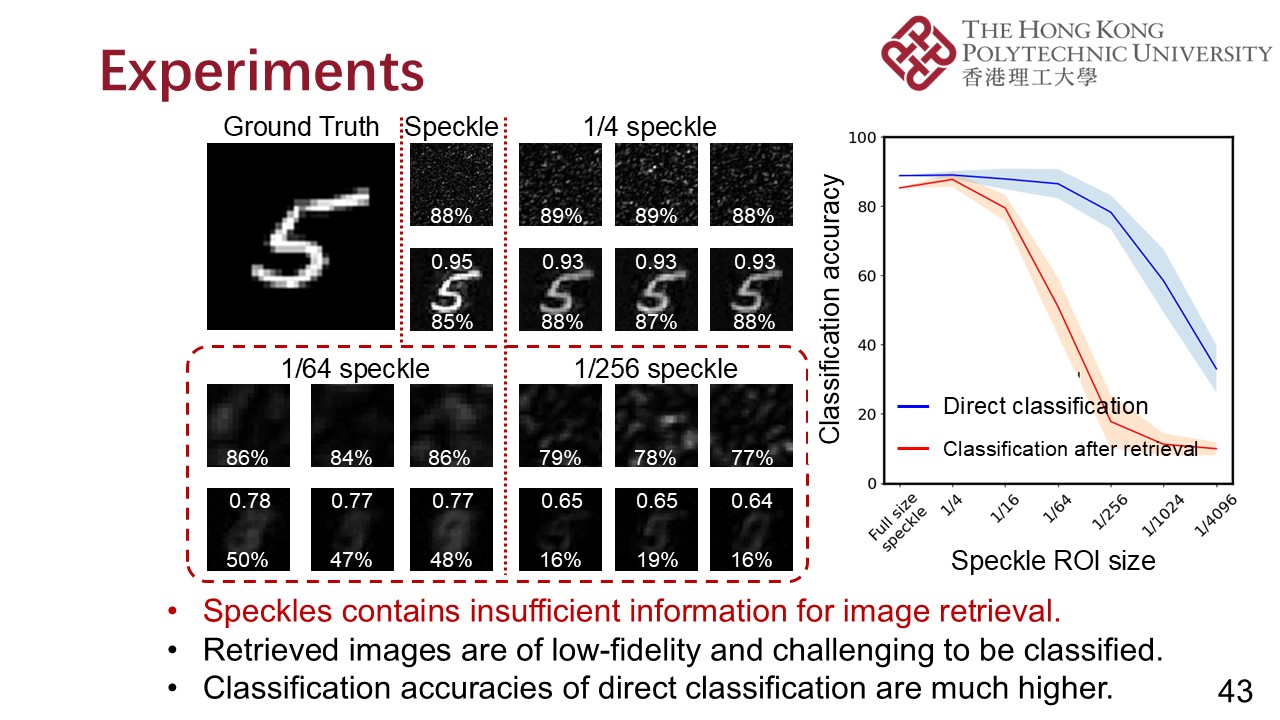 Experiments
THE HONG KONG
POLYTECHNIC UNIVERSITY
香港理工大學
Ground Truth
Speckle
1/4 speckle
88%
89%
89%
88%
0.95
0.93
0.93
0.93
85%
88%
87%
88%
1/64 speckle
1/256 speckle
86%
84%
86%
79%
78%
77%
0.78
0.77
0.77
0.65
0.65
0.64
50%
47%
48%
16%
19%
16%
Classification accuracy
100
80
60
40
20
0
Direct classification
Classification after retrieval
Full size
speckle
1/4
1/16
1/64
1/256
1/1024
1/4096
Speckle ROI size
• Speckles contains insufficient information for image retrieval.
• Retrieved images are of low-fidelity and challenging to be classified.
• Classification accuracies of direct classification are much higher.
43